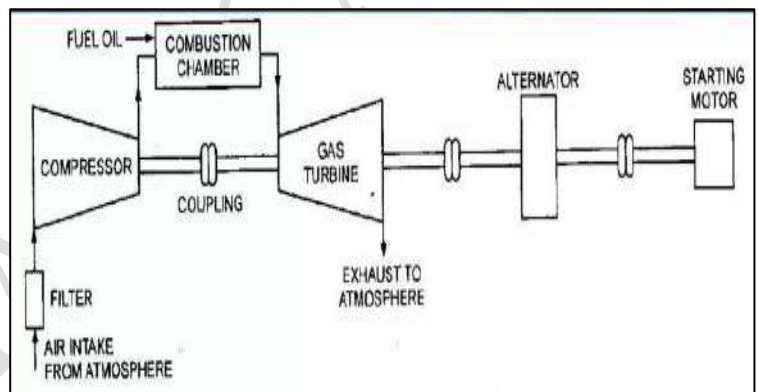 FUEL OIL
COMBUSTION
CHAMBER
COMPRESSOR
COUPLING
GAS
TURBINE
ALTERNATOR
STARTING
MOTOR
EXHAUST TO
ATMOSPHERE
FILTER
AIR INTAKE
FROM ATMOSPHERE